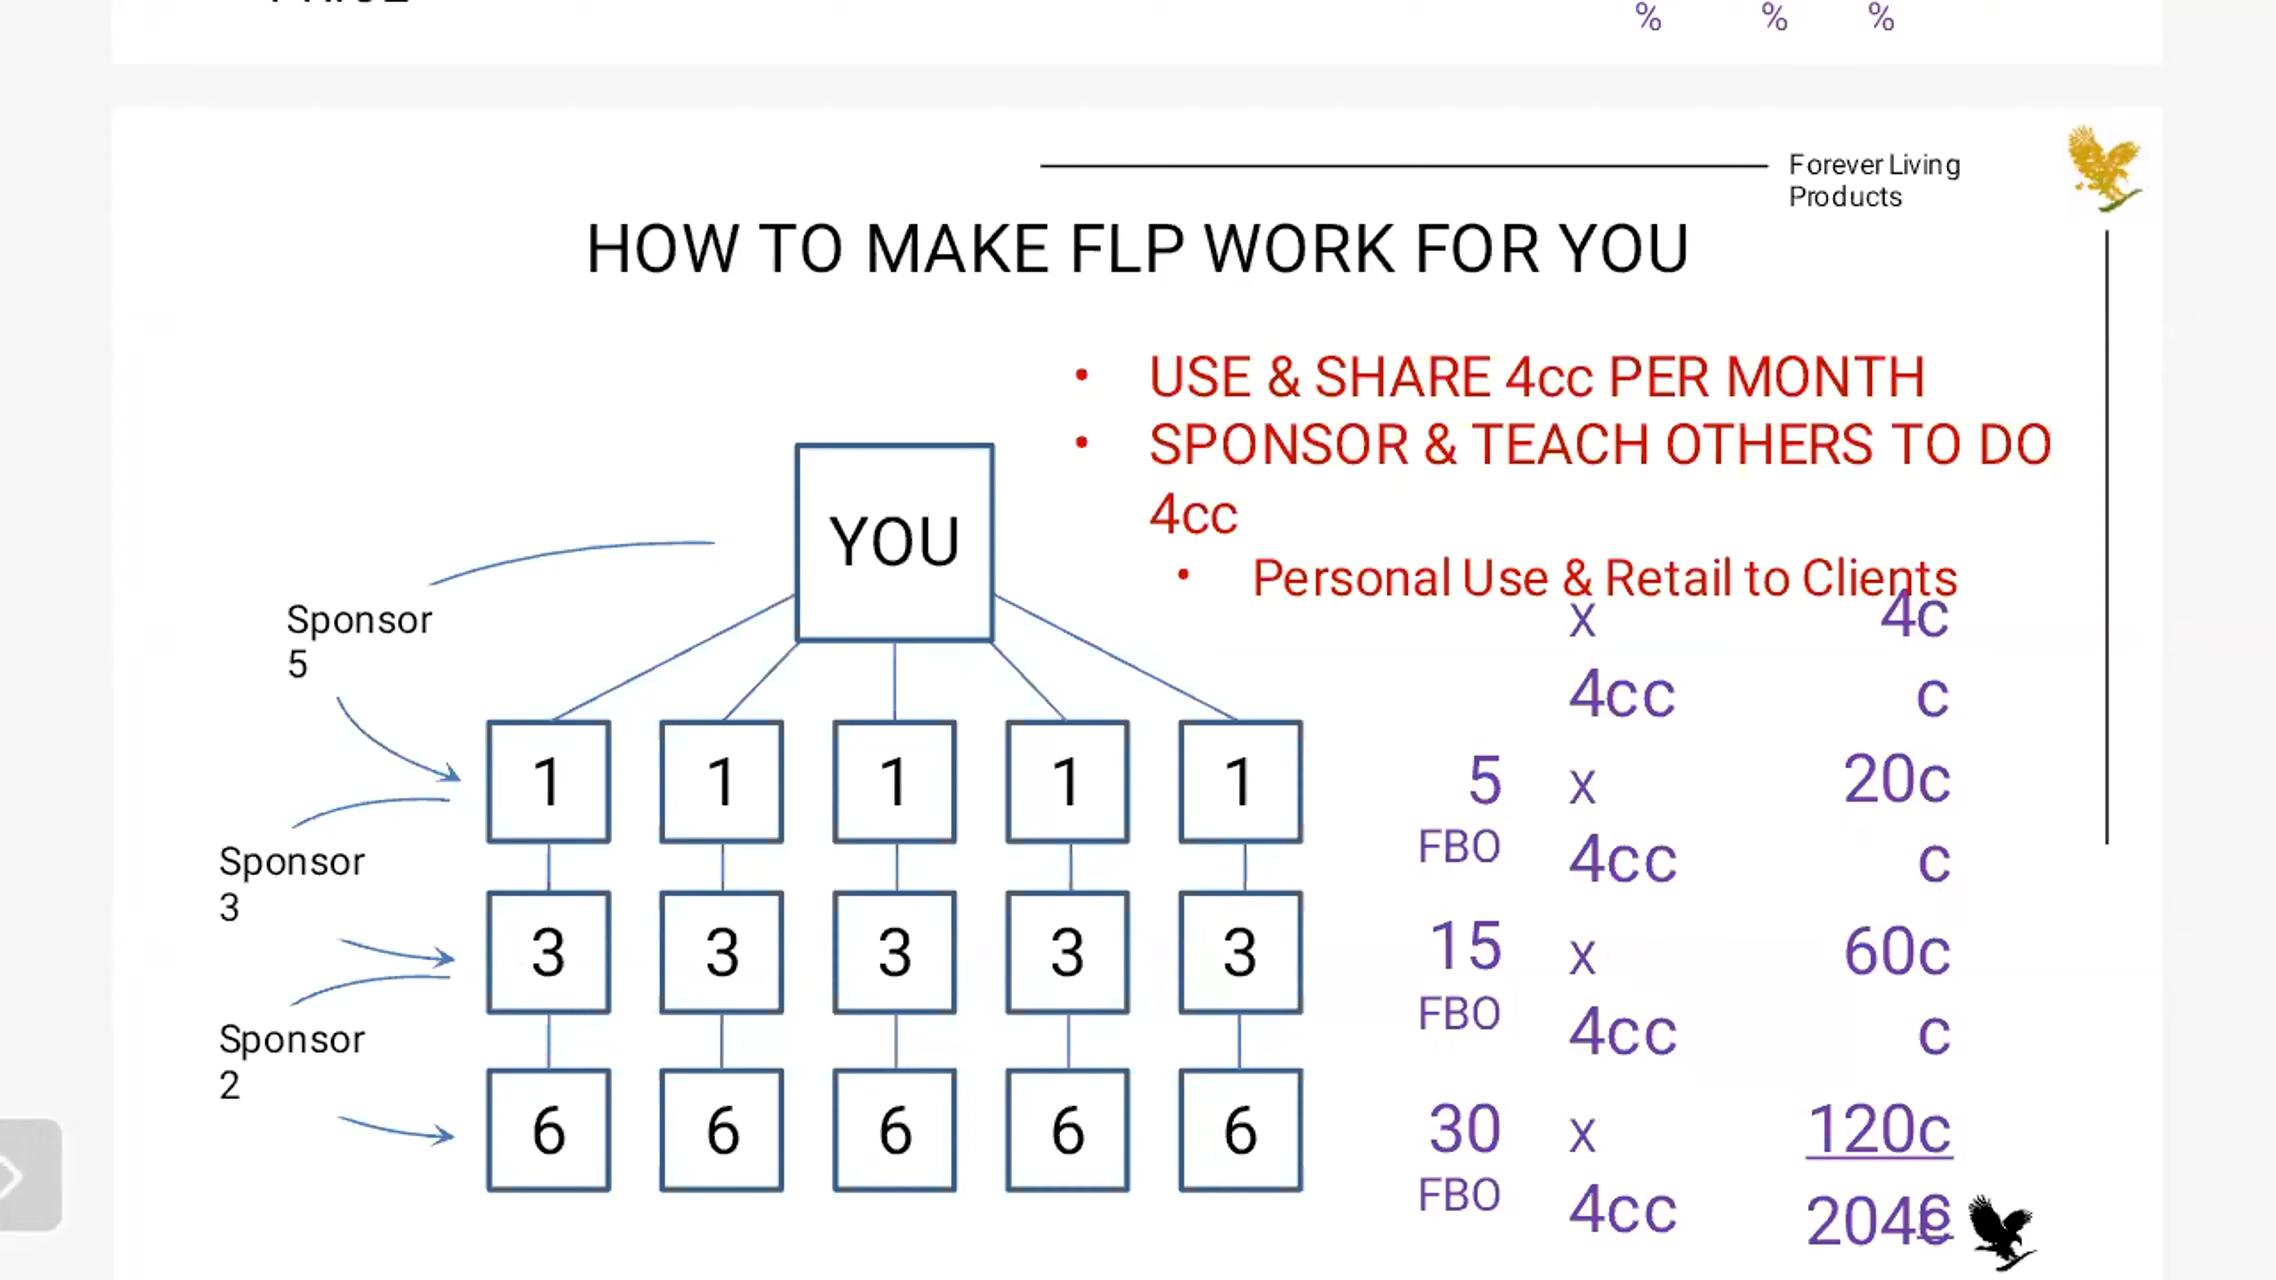 % % %
Forever Living
Products
HOW TO MAKE FLP WORK FOR YOU
• USE & SHARE 4cc PER MONTH
• SPONSOR & TEACH OTHERS TO DO
4cc
• Personal Use & Retail to Clients
YOU
Sponsor
5
x 4c
4cc c
1 1 1 1 1
5 x 20c
FBO 4cc c
Sponsor
3
3 3 3 3 3
15 x 60c
FBO 4cc c
Sponsor
2
6 6 6 6 6
30 x 120c
FBO 4cc c
204c